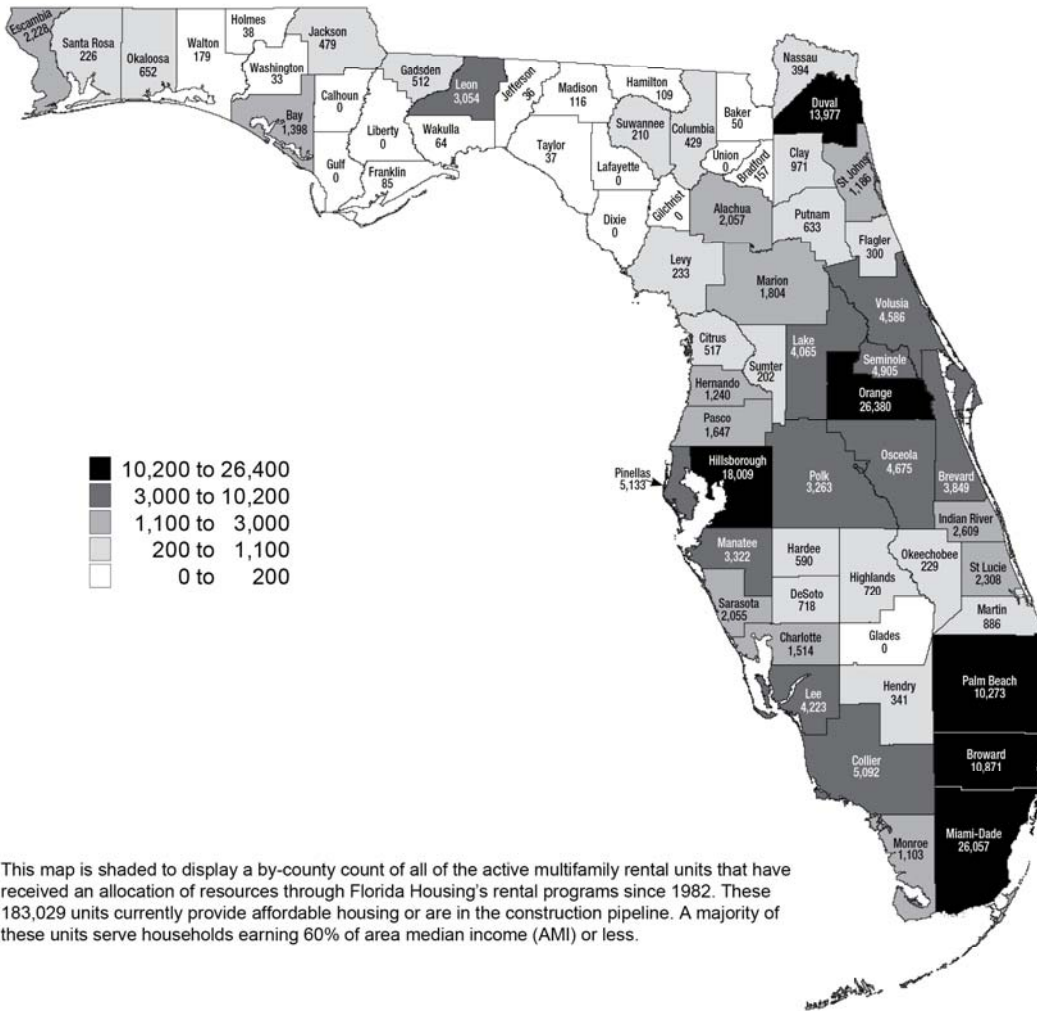 Escambia
2,228
Santa Rosa
226
Okaloosa
652
Walton
179
Holmes
38
Washington
33
Jackson
479
Bay
1,398
Calhoun
0
Gulf
0
Gadsden
512
Liberty
0
Franklin
85
Leon
3,054
Wakulla
64
Jefferson
36
Madison
116
Taylor
37
Hamilton
109
Suwannee
210
Lafayette
0
Dixie
0
Columbia
429
Gilchrist
0
Baker
50
Union
0
Bradford
157
Nassau
394
Duval
13,977
Clay
971
St Johns
1,186
Alachua
2,057
Putnam
633
Flagler
300
Levy
233
Marion
1,804
Volusia
4,586
Citrus
517
Sumter
202
Lake
4,065
Seminole
4,905
Hernando
1,240
Orange
26,380
Pasco
1,647
Pinellas
5,133
Hillsborough
18,009
Polk
3,263
Osceola
4,675
Brevard
3,849
Indian River
2,609
Manatee
3,322
Hardee
590
Highlands
720
Okeechobee
229
St Lucie
2,308
Sarasota
2,055
DeSoto
718
Martin
886
Charlotte
1,514
Glades
0
Palm Beach
10,273
Lee
4,223
Hendry
341
Collier
5,092
Broward
10,871
Monroe
1,103
Miami-Dade
26,057
10,200 to 26,400
3,000 to 10,200
1,100 to 3,000
200 to 1,100
0 to 200
This map is shaded to display a by-county count of all of the active multifamily rental units that have
received an allocation of resources through Florida Housing's rental programs since 1982. These
183,029 units currently provide affordable housing or are in the construction pipeline. A majority of
these units serve households earning 60% of area median income (AMI) or less.